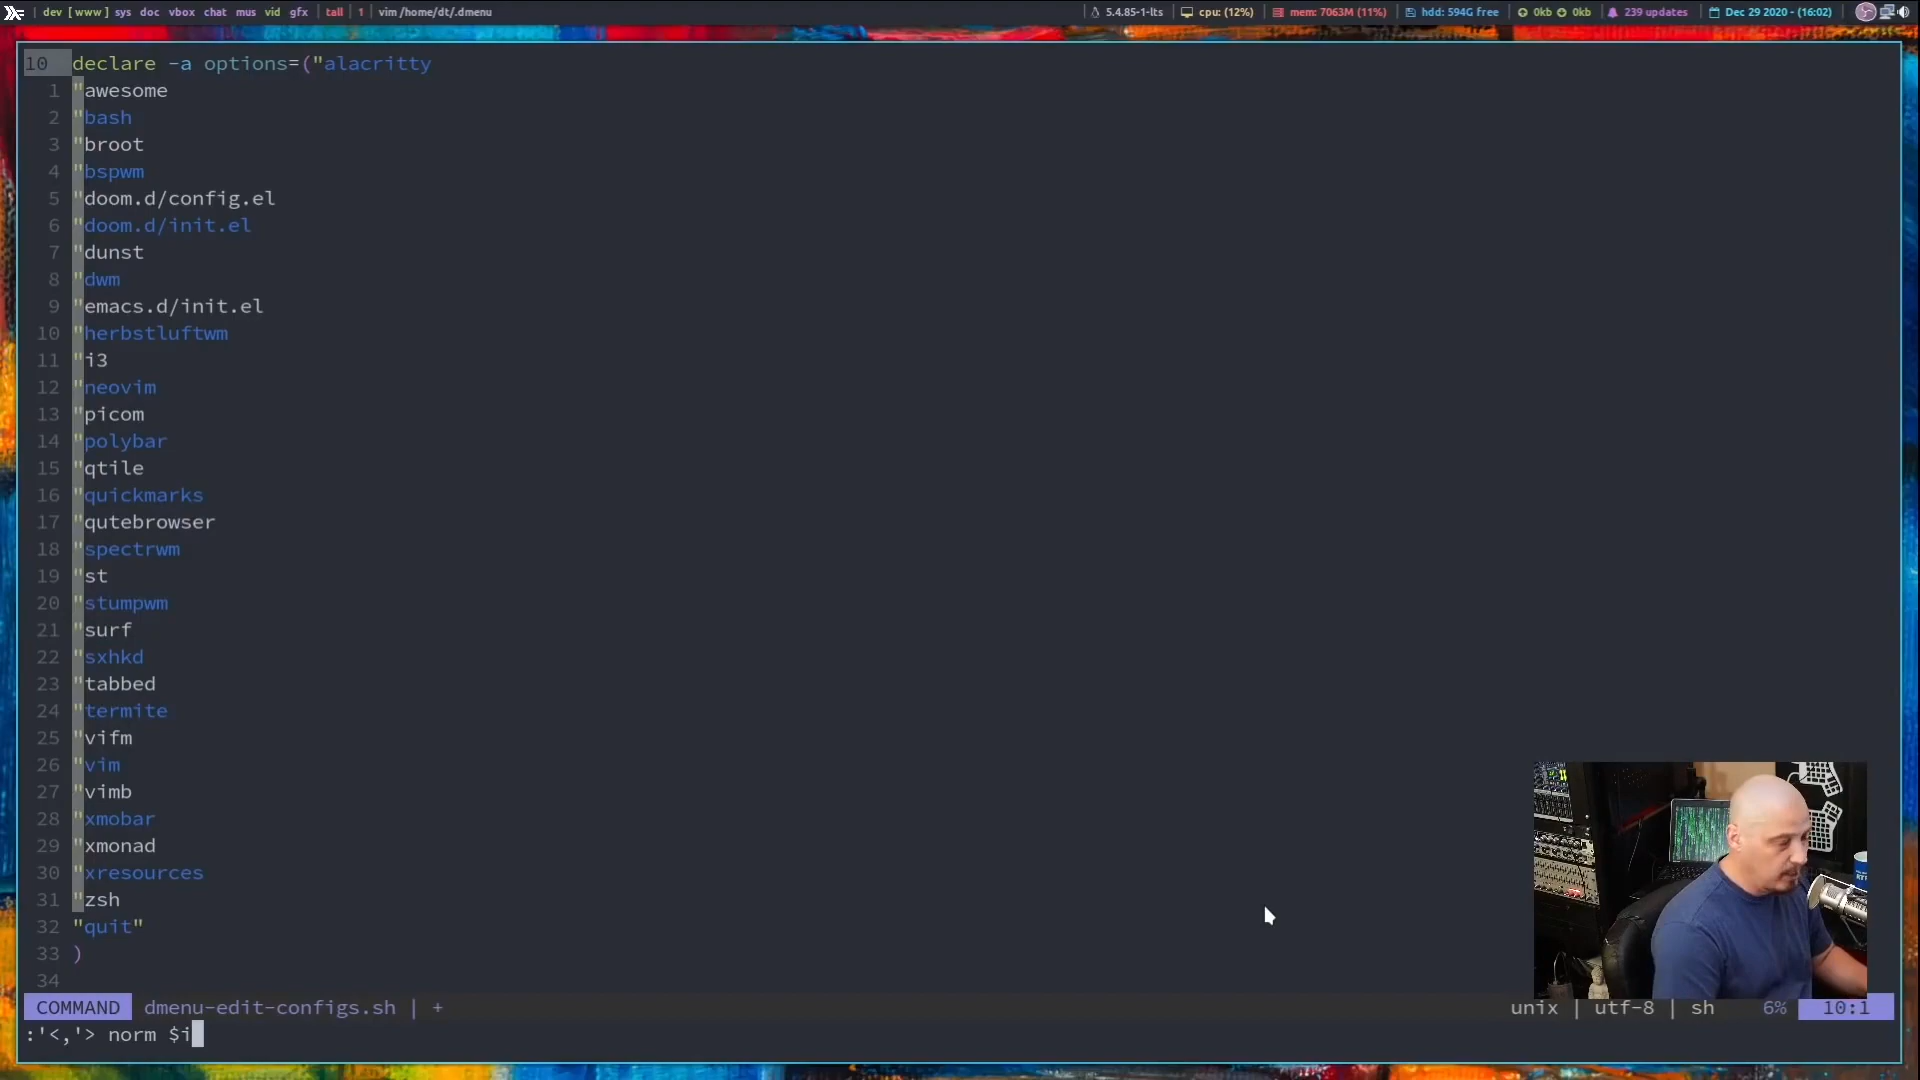 dev [ www ] sys doc vbox chat mus vid gfx | tall | 1 | vim /home/dt/.dmenu
| 5.4.85-1-lts | cpu: (12%) | mem: 7063M (11%) | hdd: 594G free | 0kb 0kb | 239 updates | Dec 29 2020 - (16:02) |
10 declare -a options=("alacritty
1 "awesome
2 "bash
3 "broot
4 "bspwm
5 "doom.d/config.el
6 "doom.d/init.el
7 "dunst
8 "dwm
9 "emacs.d/init.el
10 "herbstluftwm
11 "i3
12 "neovim
13 "picom
14 "polybar
15 "qtile
16 "quickmarks
17 "qutebrowser
18 "spectrwm
19 "st
20 "stumpwm
21 "surf
22 "sxhkd
23 "tabbed
24 "termite
25 "vifm
26 "vim
27 "vimb
28 "xmobar
29 "xmonad
30 "xresources
31 "zsh
32 "quit"
33 )
34
COMMAND dmenu-edit-configs.sh | + unix | utf-8 | sh 6% 10:1
:'<,'> norm $i